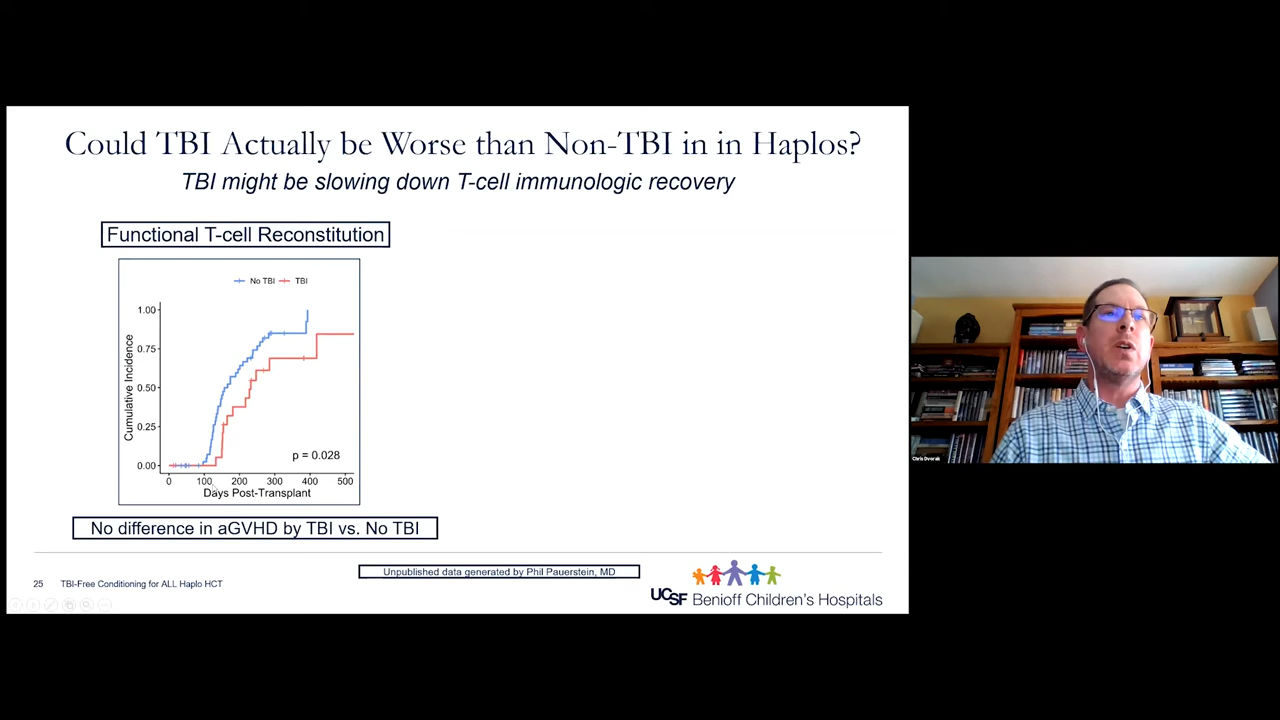 Could TBI Actually be Worse than Non-TBI in in Haplos?
TBI might be slowing down T-cell immunologic recovery
Functional T-cell Reconstitution
No TBI
TBI
1.00
0.75
0.50
0.25
0.00
Cumulative Incidence
p = 0.028
0 100 200 300 400 500
Days Post-Transplant
No difference in aGVHD by TBI vs. No TBI
Unpublished data generated by Phil Pauerstein, MD
25 TBI-Free Conditioning for ALL Haplo HCT
UCSF Benioff Children's Hospitals
Chris Dvorak